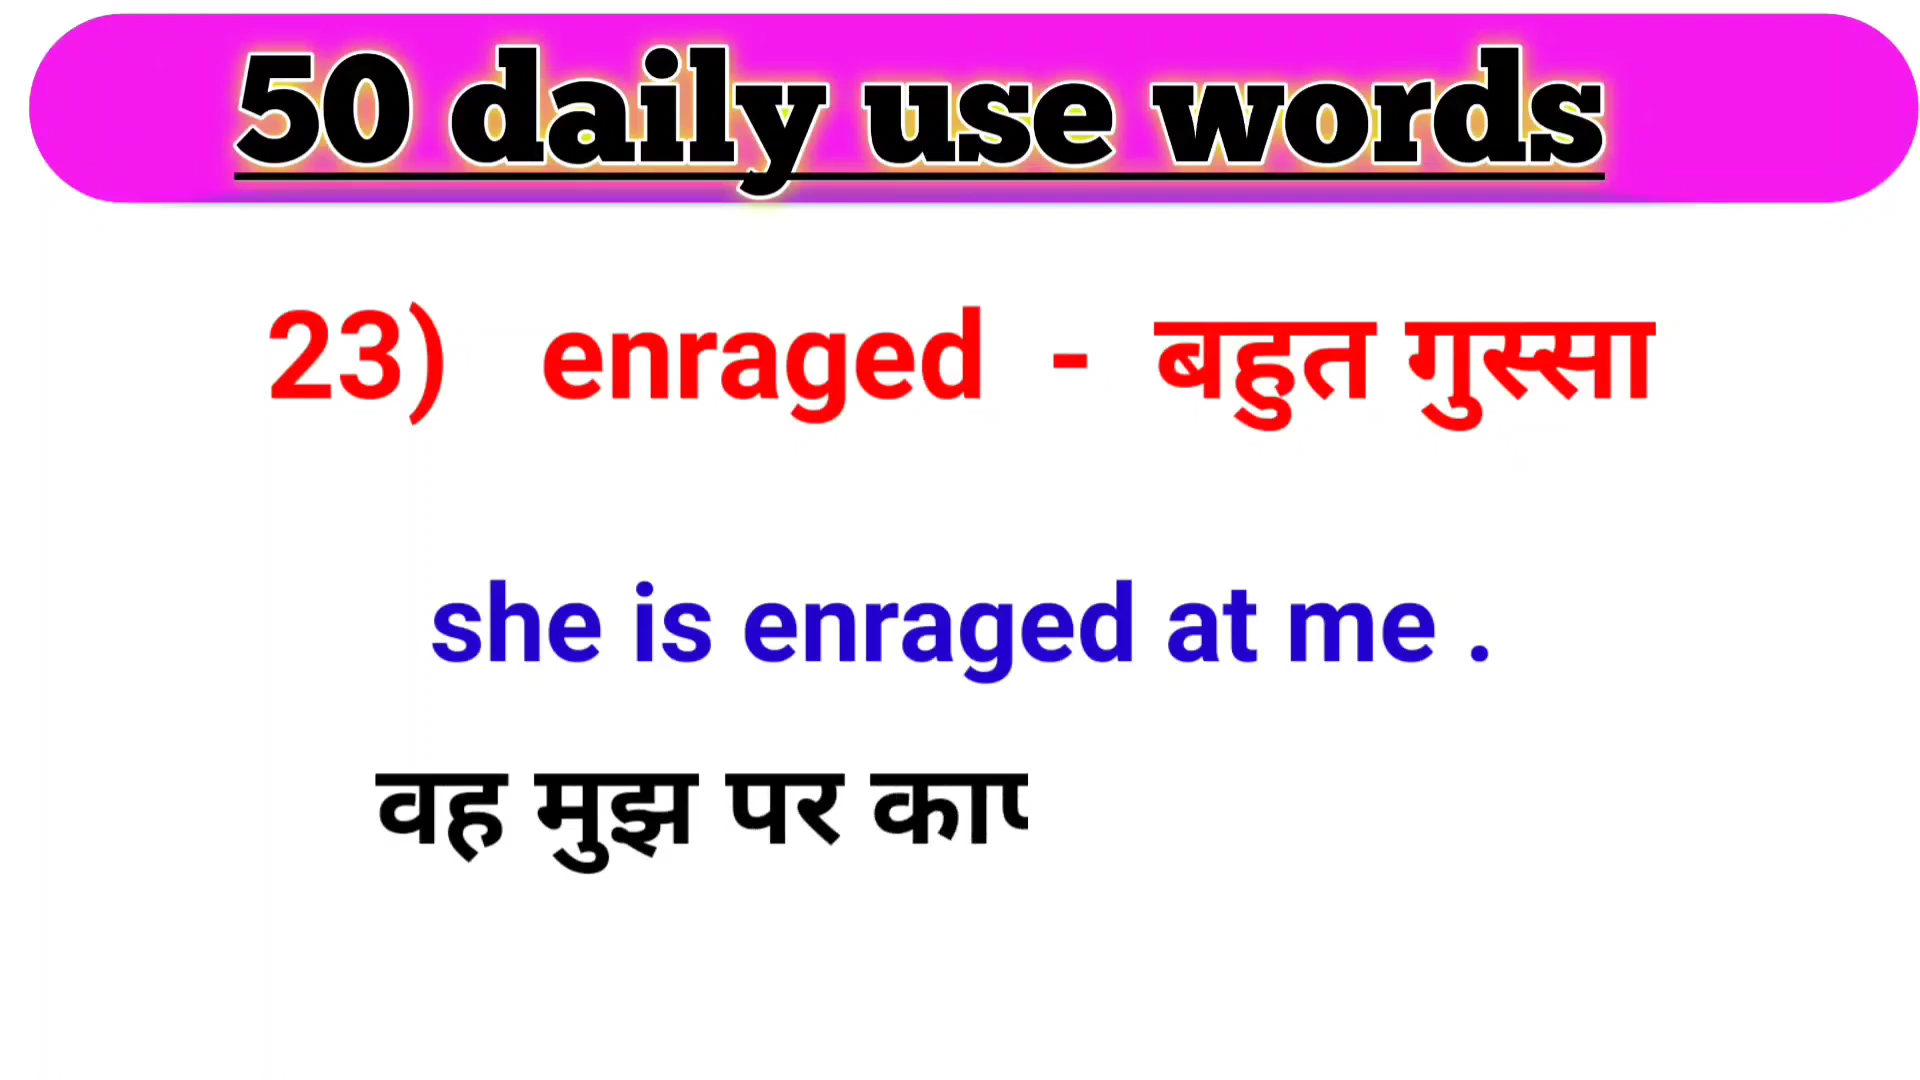 50 daily use words
23) enraged - बहुत गुस्सा
she is enraged at me .
वह मुझ पर